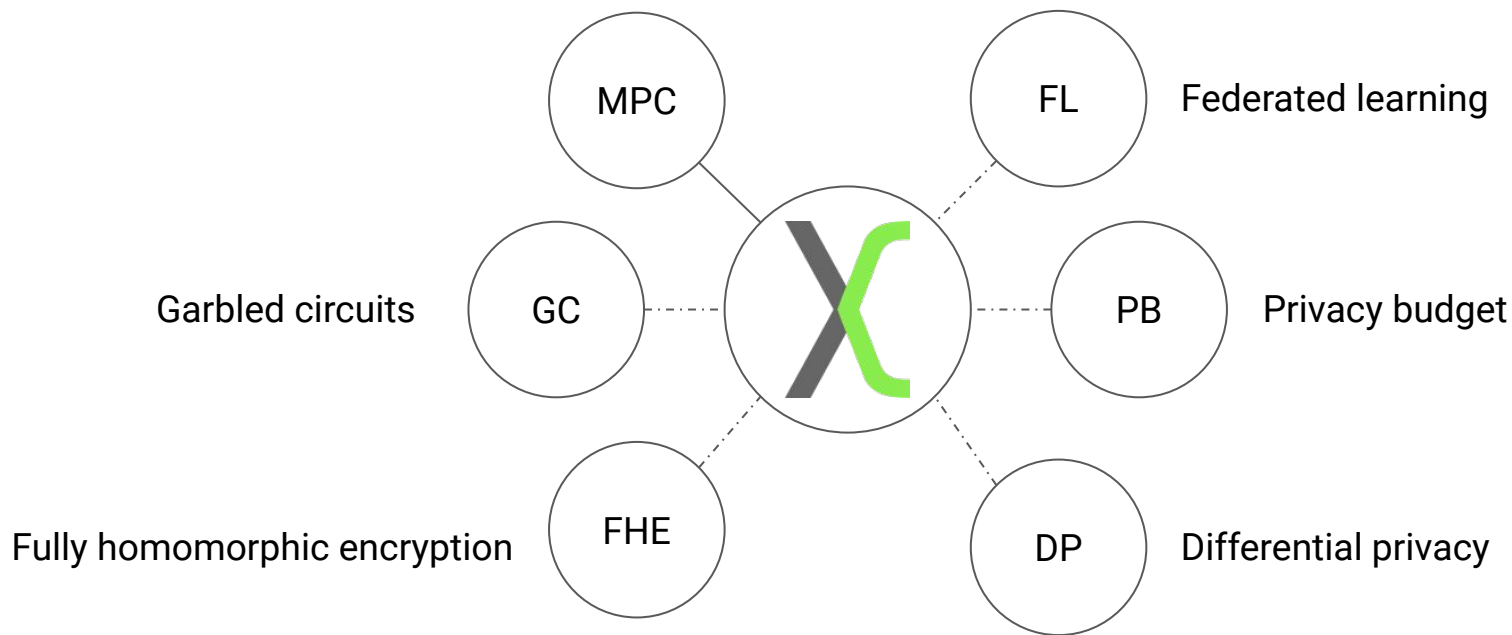 MPC
FL Federated learning
Garbled circuits GC
PB Privacy budget
Fully homomorphic encryption FHE
DP Differential privacy